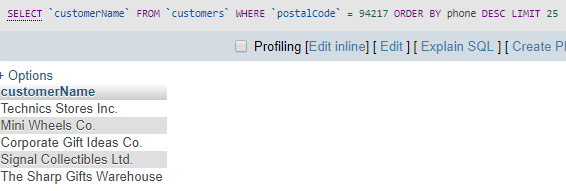 SELECT `customerName` FROM `customers` WHERE `postalCode` = 94217 ORDER BY phone DESC LIMIT 25
Profiling [Edit inline] [ Edit ] [ Explain SQL ] [ Create P
+ Options
customerName
Technics Stores Inc.
Mini Wheels Co.
Corporate Gift Ideas Co.
Signal Collectibles Ltd.
The Sharp Gifts Warehouse